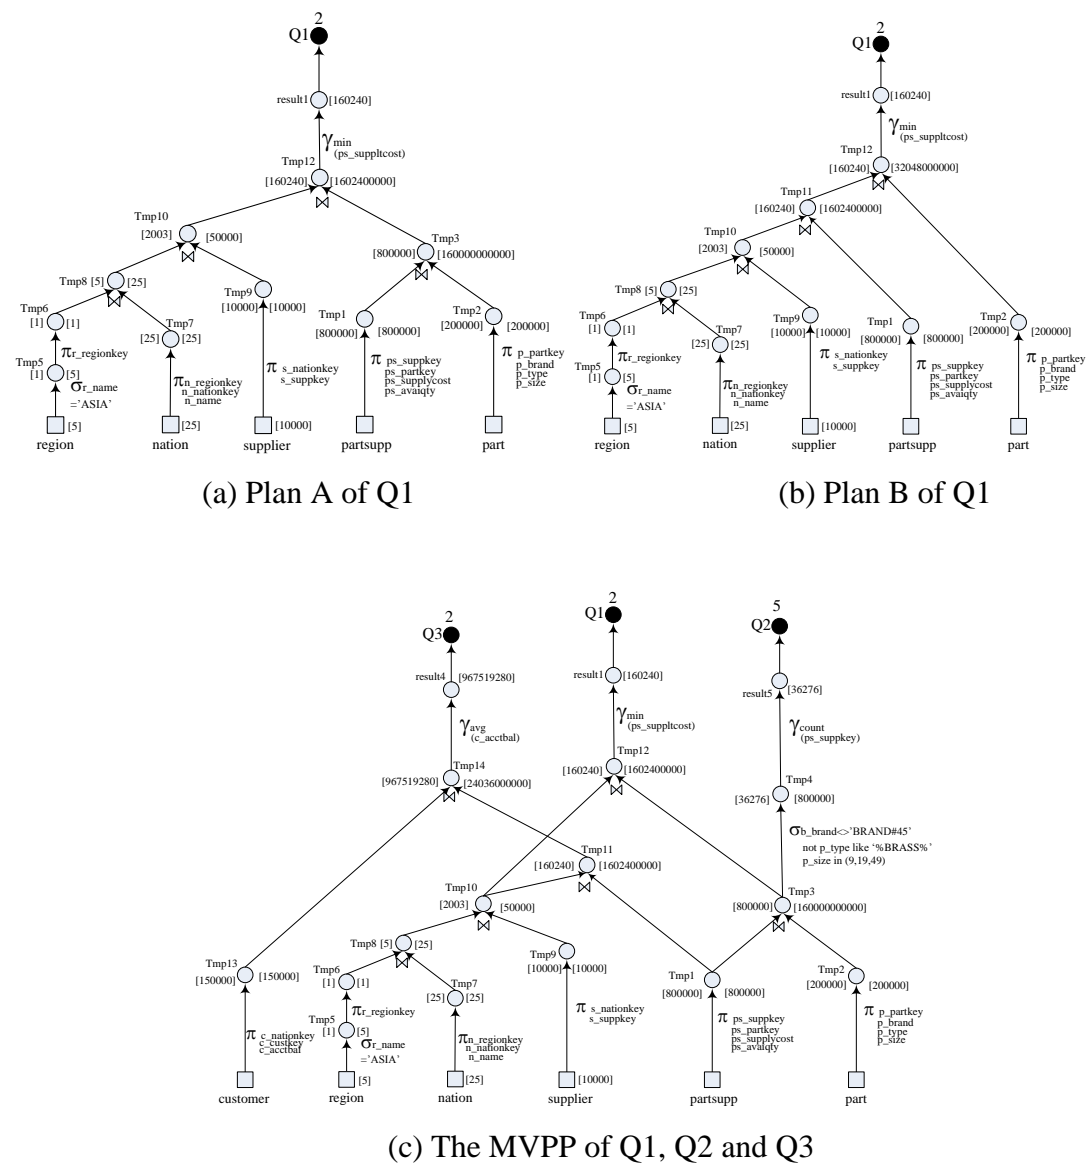 2
Q1
result1 [160240]
γmin
(ps_suppltcost)
Tmp12
[160240] [1602400000]
⋈
Tmp10
[2003] [50000]
⋈
Tmp3
[800000] [160000000000]
⋈
Tmp8 [5] [25]
⋈
Tmp6
[1] [1]
Tmp7
[25] [25]
Tmp9
[10000] [10000]
Tmp1
[800000] [800000]
Tmp2
[200000] [200000]
πr_regionkey
Tmp5
[1] [5]
σr_name
='ASIA'
πn_regionkey
n_nationkey
n_name
π s_nationkey
s_suppkey
π ps_suppkey
ps_partkey
ps_supplycost
ps_avaiqty
π p_partkey
p_brand
p_type
p_size
[5] [25] [10000]
region nation supplier partsupp part
(a) Plan A of Q1
2
Q1
result1 [160240]
γmin
(ps_suppltcost)
Tmp12
[160240] [32048000000]
⋈
Tmp11
[160240] [1602400000]
⋈
Tmp10
[2003] [50000]
⋈
Tmp8 [5] [25]
⋈
Tmp6
[1] [1]
Tmp7
[25] [25]
Tmp9
[10000] [10000]
Tmp1
[800000] [800000]
Tmp2
[200000] [200000]
πr_regionkey
Tmp5
[1] [5]
σr_name
='ASIA'
πn_regionkey
n_nationkey
n_name
π s_nationkey
s_suppkey
π ps_suppkey
ps_partkey
ps_supplycost
ps_avaiqty
π p_partkey
p_brand
p_type
p_size
[5] [25] [10000]
region nation supplier partsupp part
(b) Plan B of Q1
2
Q3
result4 [967519280]
γavg
(c_acctbal)
Tmp14
[967519280] [24036000000]
⋈
2
Q1
result1 [160240]
γmin
(ps_suppltcost)
Tmp12
[160240] [1602400000]
⋈
5
Q2
result5 [36276]
γcount
(ps_suppkey)
Tmp4
[36276] [800000]
σb_brand<>'BRAND#45'
not p_type like '%BRASS%'
p_size in (9,19,49)
Tmp11
[160240] [1602400000]
⋈
Tmp10
[2003] [50000]
⋈
Tmp3
[800000] [160000000000]
⋈
Tmp8 [5] [25]
⋈
Tmp13
[150000] [150000]
Tmp6
[1] [1]
Tmp7
[25] [25]
Tmp9
[10000] [10000]
Tmp1
[800000] [800000]
Tmp2
[200000] [200000]
π c_nationkey
c_custkey
c_acctbal
πr_regionkey
Tmp5
[1] [5]
σr_name
='ASIA'
πn_regionkey
n_nationkey
n_name
π s_nationkey
s_suppkey
π ps_suppkey
ps_partkey
ps_supplycost
ps_avaiqty
π p_partkey
p_brand
p_type
p_size
[5] [25] [10000]
customer region nation supplier partsupp part
(c) The MVPP of Q1, Q2 and Q3